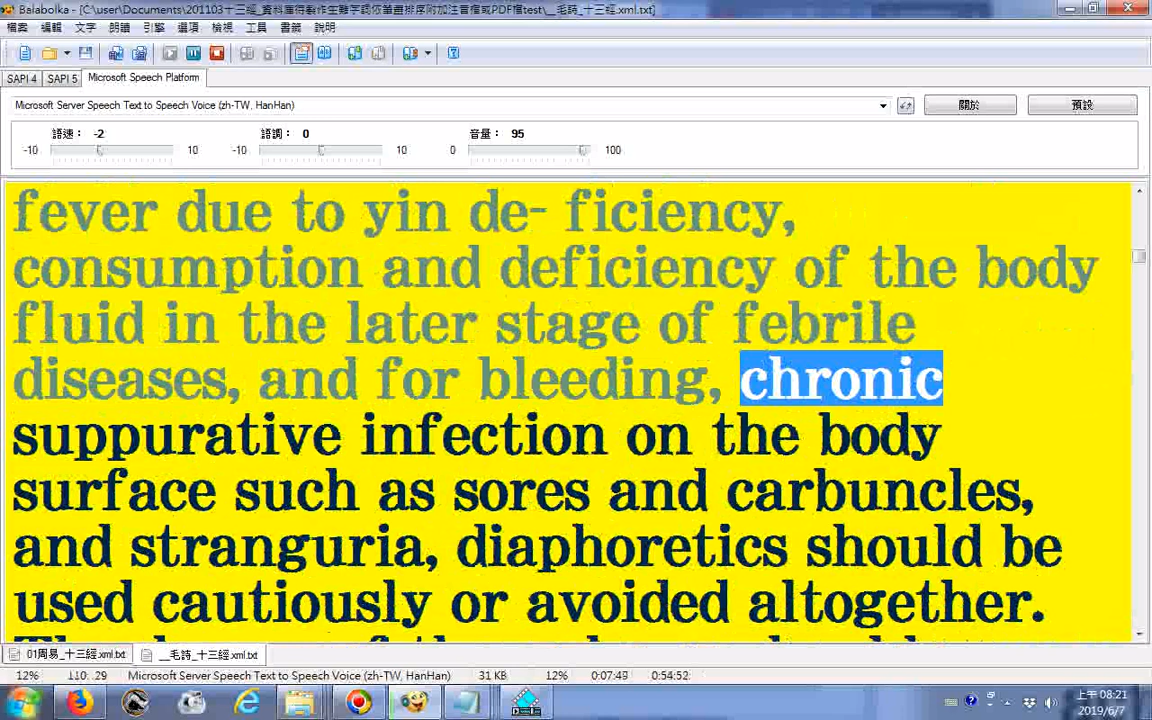 Balabolka - [C:\user\Documents\201103十三經_資料庫待製作生難字詞依筆畫排序附加注音檔或PDF檔test\__毛詩_十三經.xml.txt]
檔案 編輯 文字 朗讀 引擎 選項 檢視 工具 書籤 說明
SAPI 4 SAPI 5 Microsoft Speech Platform
Microsoft Server Speech Text to Speech Voice (zh-TW, HanHan) 關於 預設
語速： -2 語調： 0 音量： 95
-10 10 -10 10 0 100
fever due to yin de- ficiency,
consumption and deficiency of the body
fluid in the later stage of febrile
diseases, and for bleeding, chronic
suppurative infection on the body
surface such as sores and carbuncles,
and stranguria, diaphoretics should be
used cautiously or avoided altogether.
01周易_十三經.xml.txt __毛詩_十三經.xml.txt
12% 110: 29 Microsoft Server Speech Text to Speech Voice (zh-TW, HanHan) 31 KB 12% 0:07:49 0:54:52
上午 08:21
2019/6/7